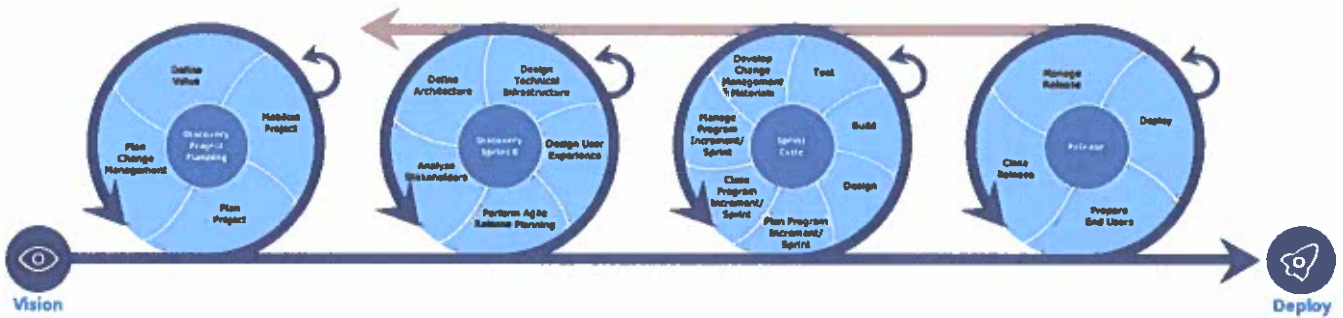 Define
Value
Mobilize
Project
Plan
Project
Plan
Change
Management
Discovery
Project
Planning
Design
Technical
Infrastructure
Design User
Experience
Perform Agile
Release Planning
Analyze
Stakeholders
Define
Architecture
Discovery
Sprint 0
Develop
Change
Management
Materials
Test
Build
Design
Plan Program
Increment/
Sprint
Close
Program
Increment/
Sprint
Manage
Program
Increment/
Sprint
Sprint
Cycle
Manage
Release
Deploy
Prepare
End Users
Close
Release
Release
Vision
Deploy